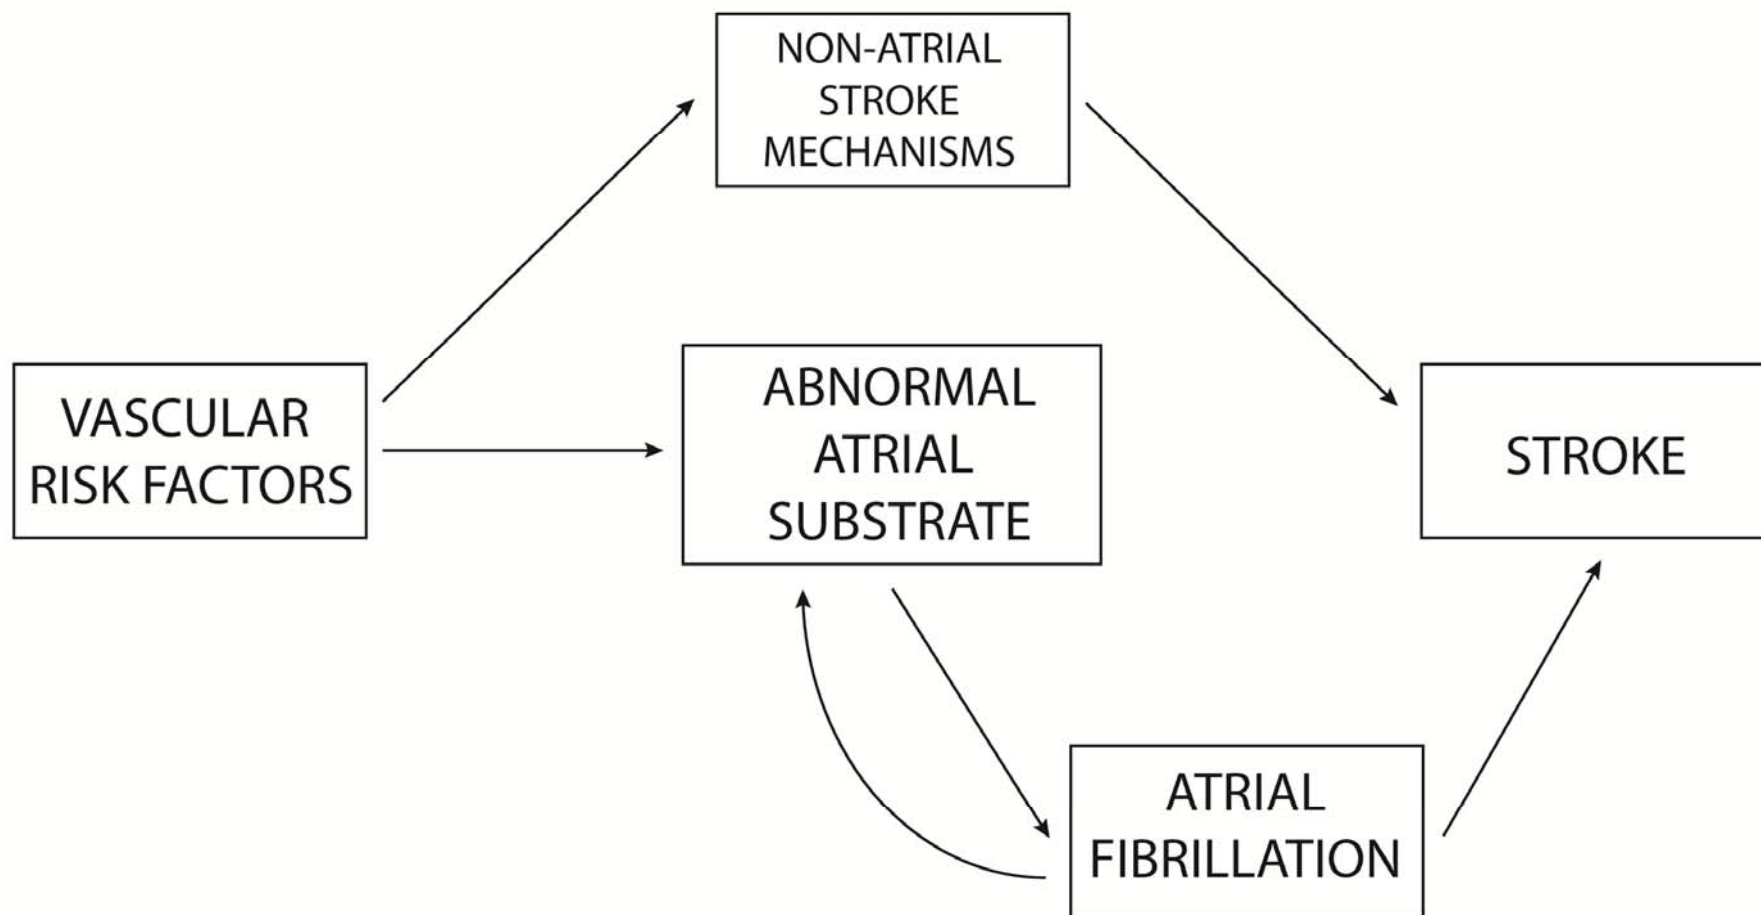 NON-ATRIAL
STROKE
MECHANISMS
VASCULAR
RISK FACTORS
ABNORMAL
ATRIAL
SUBSTRATE
STROKE
ATRIAL
FIBRILLATION